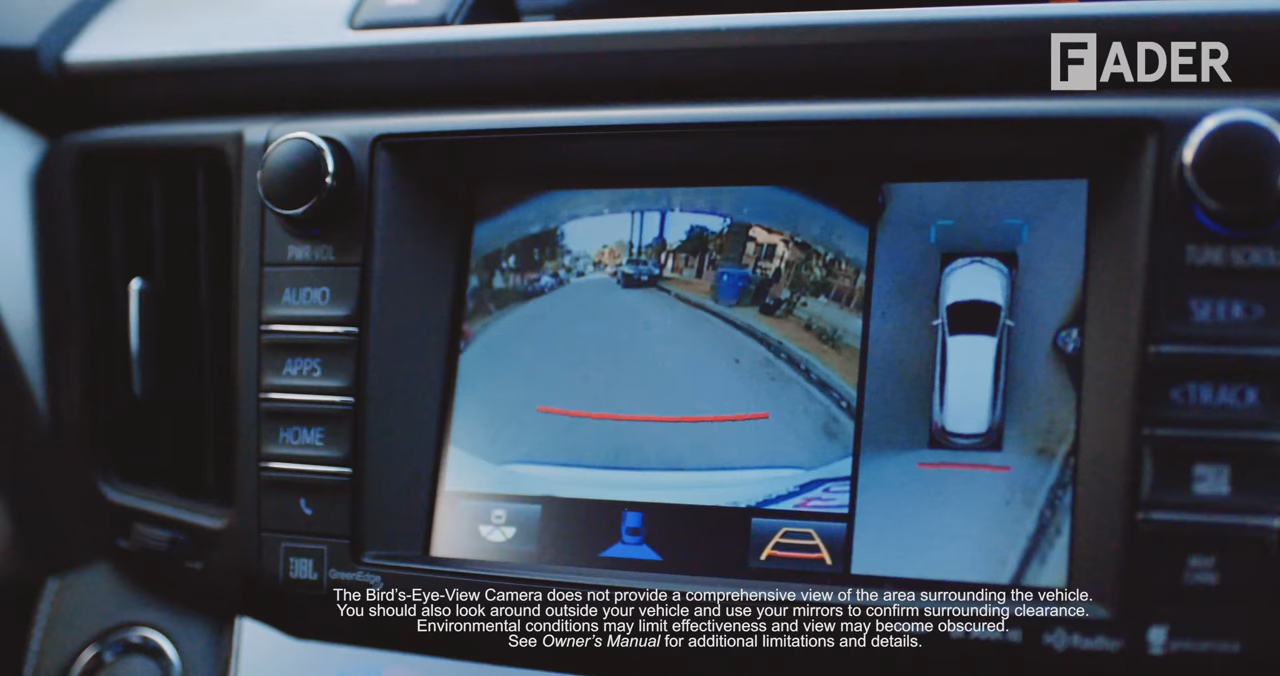 FADER
PWR·VOL
AUDIO
APPS
HOME
JBL GreenEdge
SEEK>
<TRACK
The Bird's-Eye-View Camera does not provide a comprehensive view of the area surrounding the vehicle.
You should also look around outside your vehicle and use your mirrors to confirm surrounding clearance.
Environmental conditions may limit effectiveness and view may become obscured.
See Owner's Manual for additional limitations and details.